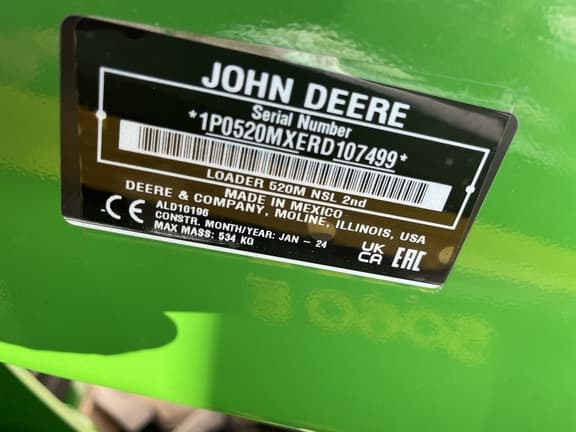 JOHN DEERE
Serial Number
*1P0520MXERD107499*
LOADER 520M NSL 2nd
MADE IN MEXICO
DEERE & COMPANY, MOLINE, ILLINOIS, USA
ALD10196
CONSTR. MONTH/YEAR: JAN - 24
MAX MASS: 534 KG
CE
UK
CA
EAC